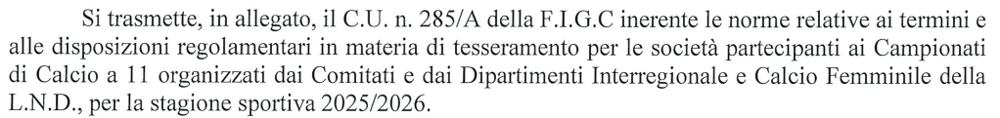 Si trasmette, in allegato, il C.U. n. 285/A della F.I.G.C inerente le norme relative ai termini e
alle disposizioni regolamentari in materia di tesseramento per le società partecipanti ai Campionati
di Calcio a 11 organizzati dai Comitati e dai Dipartimenti Interregionale e Calcio Femminile della
L.N.D., per la stagione sportiva 2025/2026.